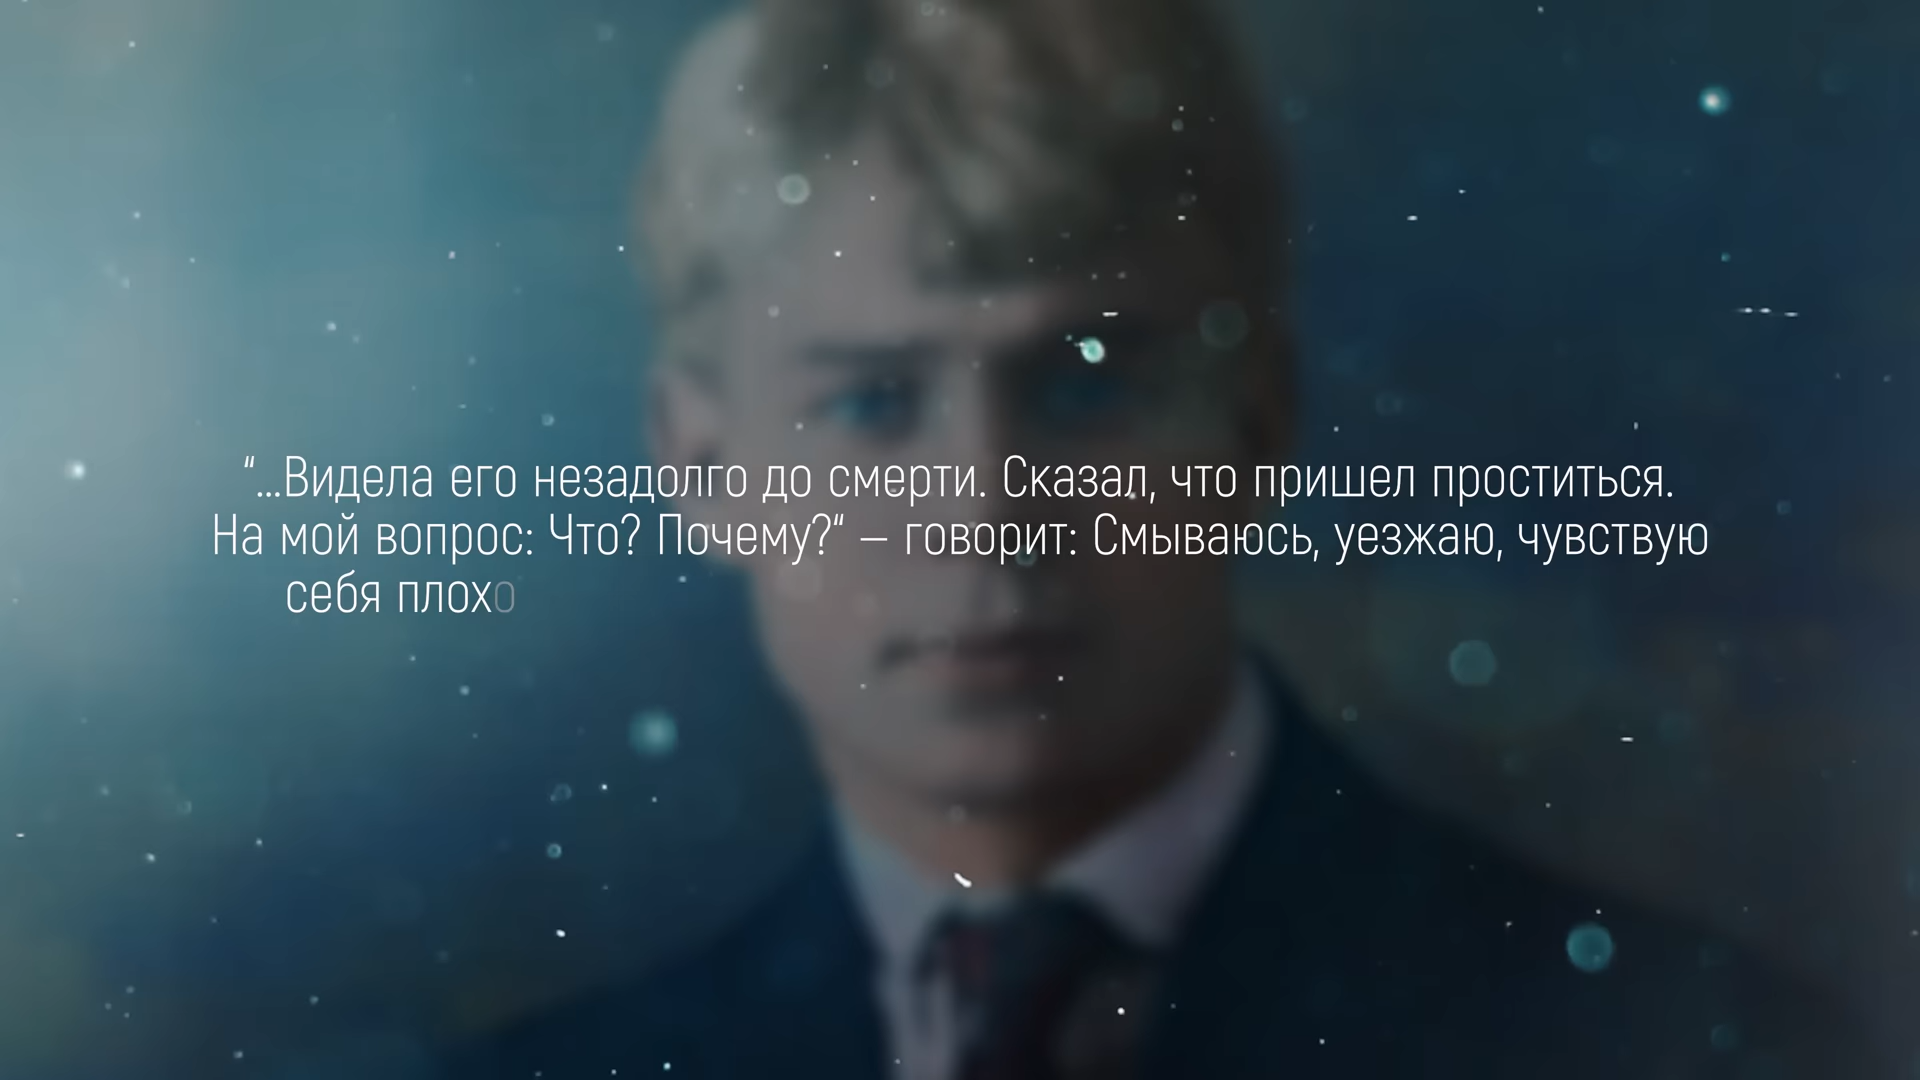 “...Видела его незадолго до смерти. Сказал, что пришел проститься.
На мой вопрос: Что? Почему?“ – говорит: Смываюсь, уезжаю, чувствую
себя плохо